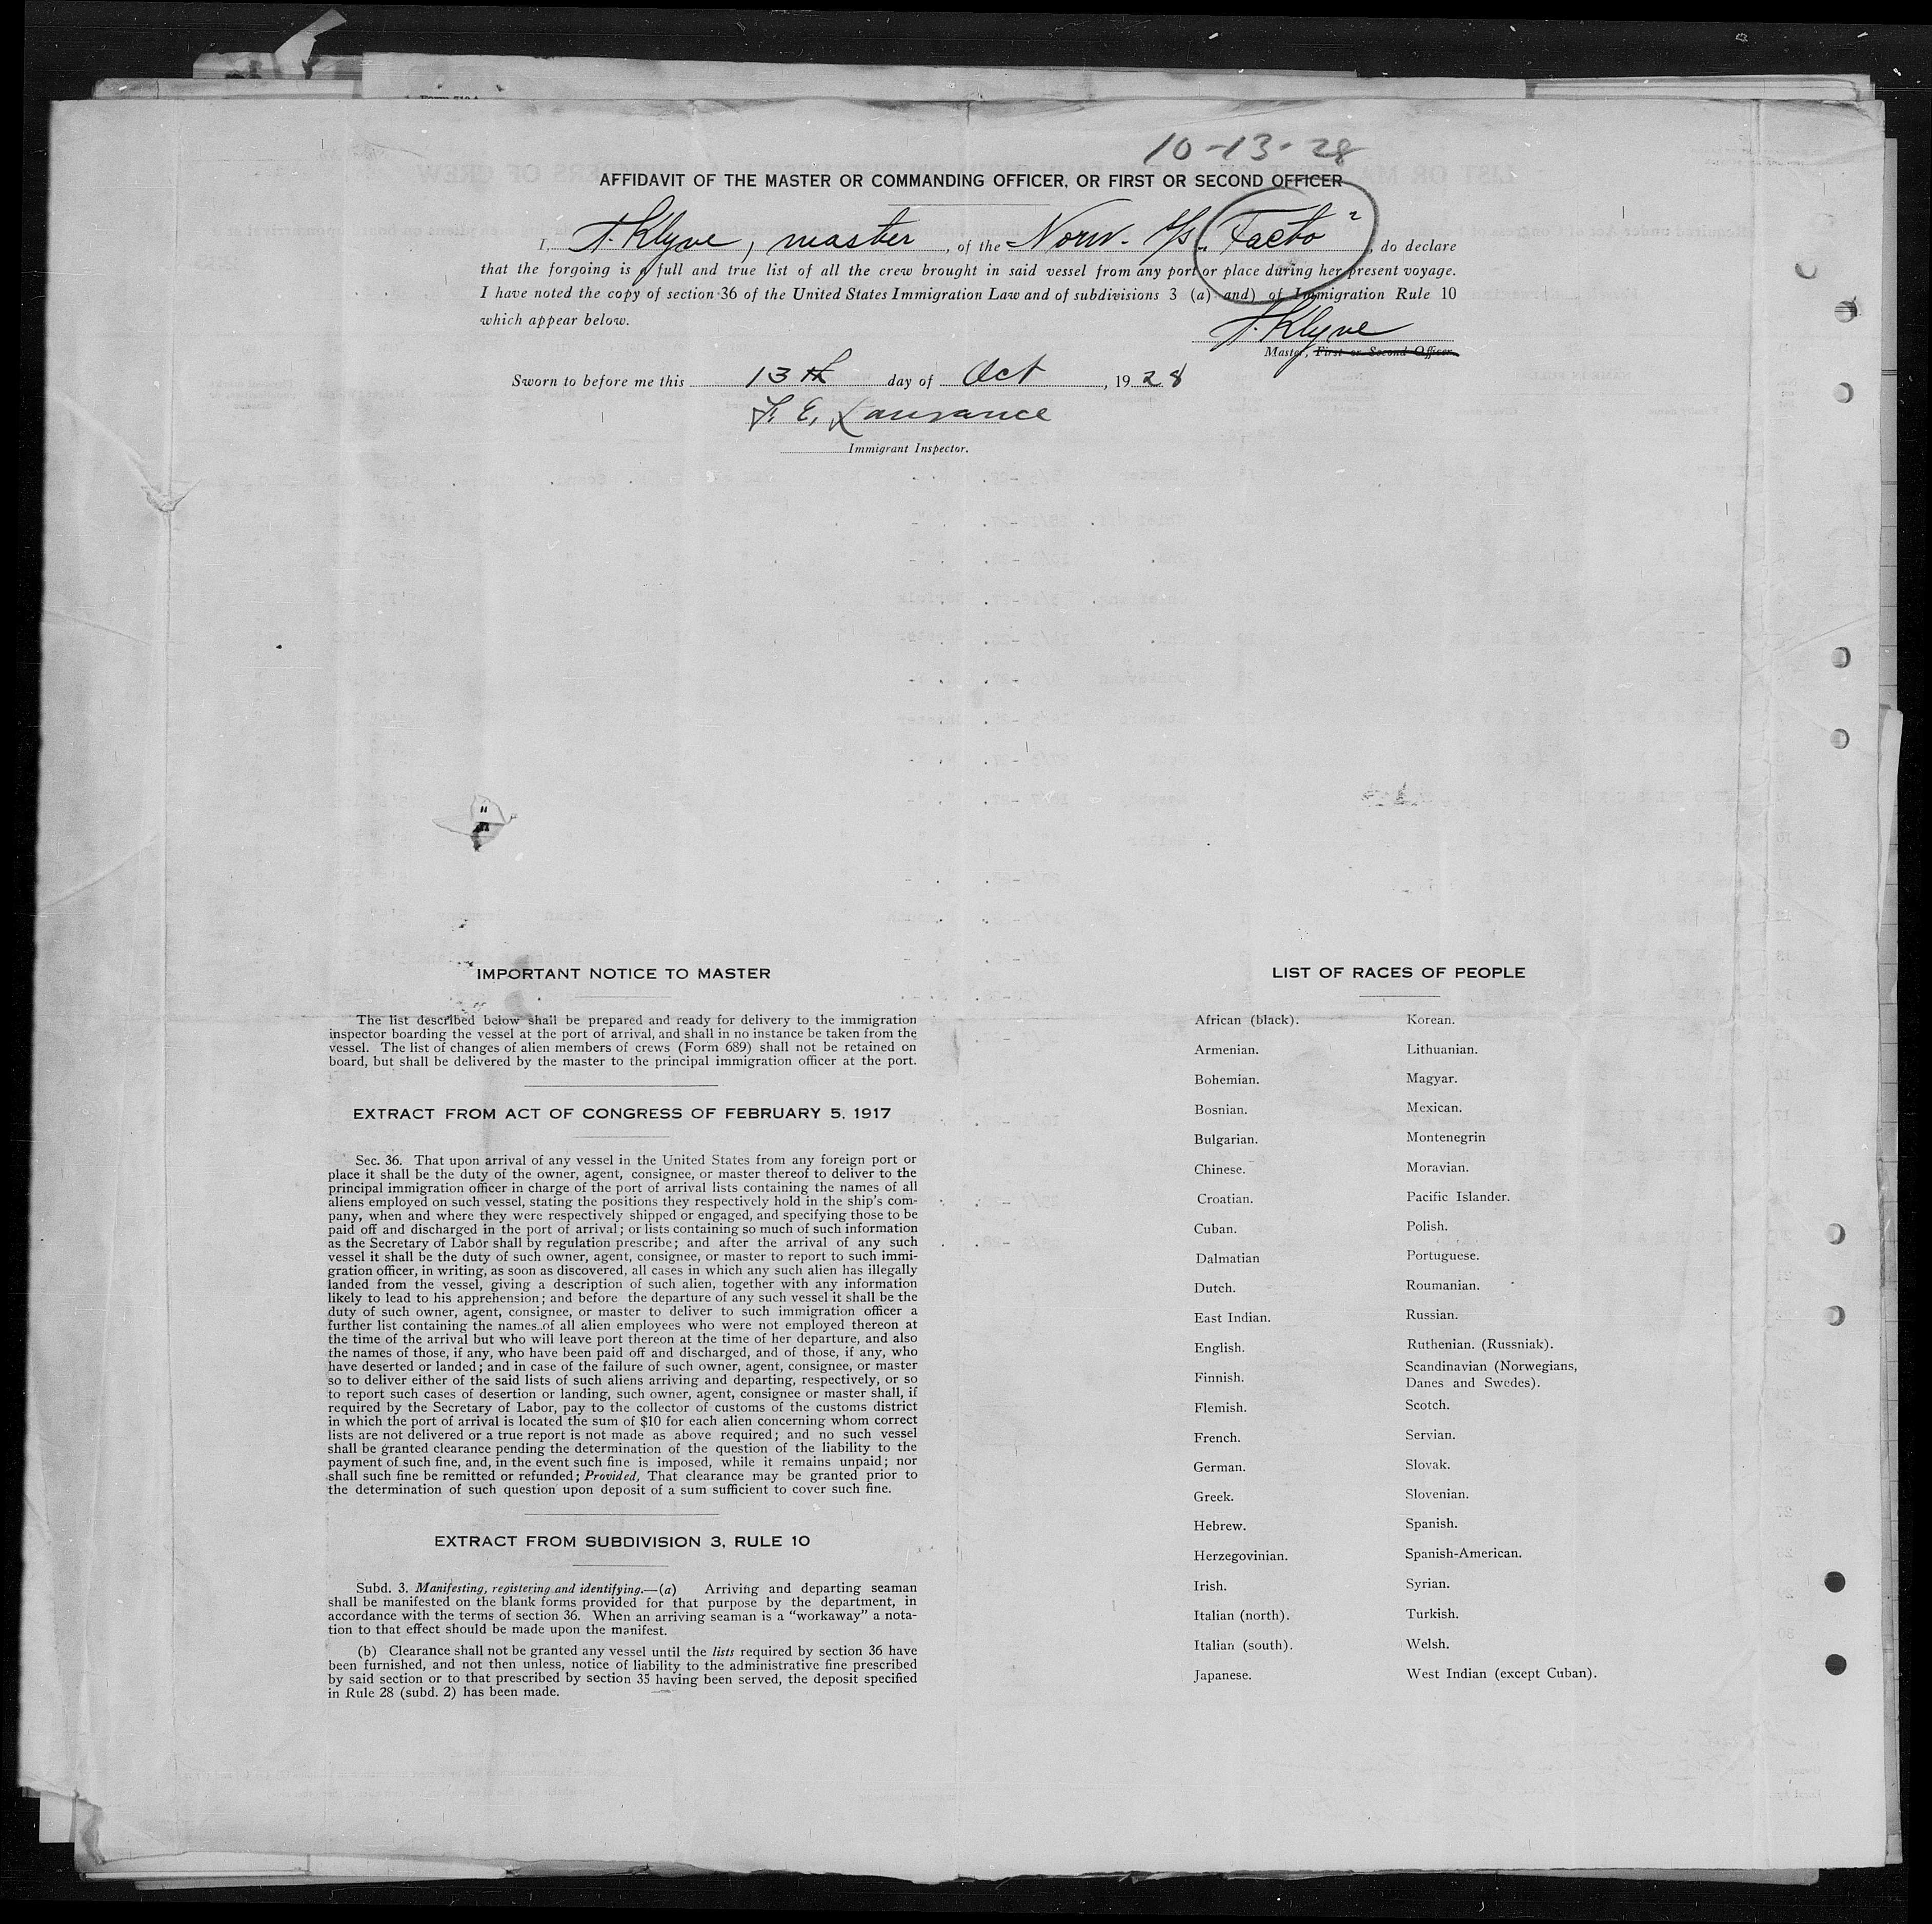 10-13-28
AFFIDAVIT OF THE MASTER OR COMMANDING OFFICER, OR FIRST OR SECOND OFFICER
I, A. Klyve, master, of the Norw. S/S. Facto, do declare
that the forgoing is a full and true list of all the crew brought in said vessel from any port or place during her present voyage.
I have noted the copy of section 36 of the United States Immigration Law and of subdivisions 3 (a) and) of Immigration Rule 10
which appear below.
Klyve
Master, First or Second Officer.
Sworn to before me this 13th day of Oct, 1928
Immigrant Inspector.
IMPORTANT NOTICE TO MASTER
The list described below shall be prepared and ready for delivery to the immigration
inspector boarding the vessel at the port of arrival, and shall in no instance be taken from the
vessel. The list of changes of alien members of crews (Form 689) shall not be retained on
board, but shall be delivered by the master to the principal immigration officer at the port.
EXTRACT FROM ACT OF CONGRESS OF FEBRUARY 5, 1917
Sec. 36. That upon arrival of any vessel in the United States from any foreign port or
place it shall be the duty of the owner, agent, consignee, or master thereof to deliver to the
principal immigration officer in charge of the port of arrival lists containing the names of all
aliens employed on such vessel, stating the positions they respectively hold in the ship's com-
pany, when and where they were respectively shipped or engaged, and specifying those to be
paid off and discharged in the port of arrival; or lists containing so much of such information
as the Secretary of Labor shall by regulation prescribe; and after the arrival of any such
vessel it shall be the duty of such owner, agent, consignee, or master to report to such immi-
gration officer, in writing, as soon as discovered, all cases in which any such alien has illegally
landed from the vessel, giving a description of such alien, together with any information
likely to lead to his apprehension; and before the departure of any such vessel it shall be the
duty of such owner, agent, consignee, or master to deliver to such immigration officer a
further list containing the names of all alien employees who were not employed thereon at
the time of the arrival but who will leave port thereon at the time of her departure, and also
the names of those, if any, who have been paid off and discharged, and of those, if any, who
have deserted or landed; and in case of the failure of such owner, agent, consignee, or master
so to deliver either of the said lists of such aliens arriving and departing, respectively, or so
to report such cases of desertion or landing, such owner, agent, consignee or master shall, if
required by the Secretary of Labor, pay to the collector of customs of the customs district
in which the port of arrival is located the sum of $10 for each alien concerning whom correct
lists are not delivered or a true report is not made as above required; and no such vessel
shall be granted clearance pending the determination of the question of the liability to the
payment of such fine, and, in the event such fine is imposed, while it remains unpaid; nor
shall such fine be remitted or refunded; Provided, That clearance may be granted prior to
the determination of such question upon deposit of a sum sufficient to cover such fine.
EXTRACT FROM SUBDIVISION 3, RULE 10
Subd. 3. Manifesting, registering and identifying.—(a) Arriving and departing seaman
shall be manifested on the blank forms provided for that purpose by the department, in
accordance with the terms of section 36. When an arriving seaman is a "workaway" a nota-
tion to that effect should be made upon the manifest.
(b) Clearance shall not be granted any vessel until the lists required by section 36 have
been furnished, and not then unless, notice of liability to the administrative fine prescribed
by said section or to that prescribed by section 35 having been served, the deposit specified
in Rule 28 (subd. 2) has been made.
LIST OF RACES OF PEOPLE
African (black).
Armenian.
Bohemian.
Bosnian.
Bulgarian.
Chinese.
Croatian.
Cuban.
Dalmatian
Dutch.
East Indian.
English.
Finnish.
Flemish.
French.
German.
Greek.
Hebrew.
Herzegovinian.
Irish.
Italian (north).
Italian (south).
Japanese.
Korean.
Lithuanian.
Magyar.
Mexican.
Montenegrin
Moravian.
Pacific Islander.
Polish.
Portuguese.
Roumanian.
Russian.
Ruthenian. (Russniak).
Scandinavian (Norwegians,
Danes and Swedes).
Scotch.
Servian.
Slovak.
Slovenian.
Spanish.
Spanish-American.
Syrian.
Turkish.
Welsh.
West Indian (except Cuban).